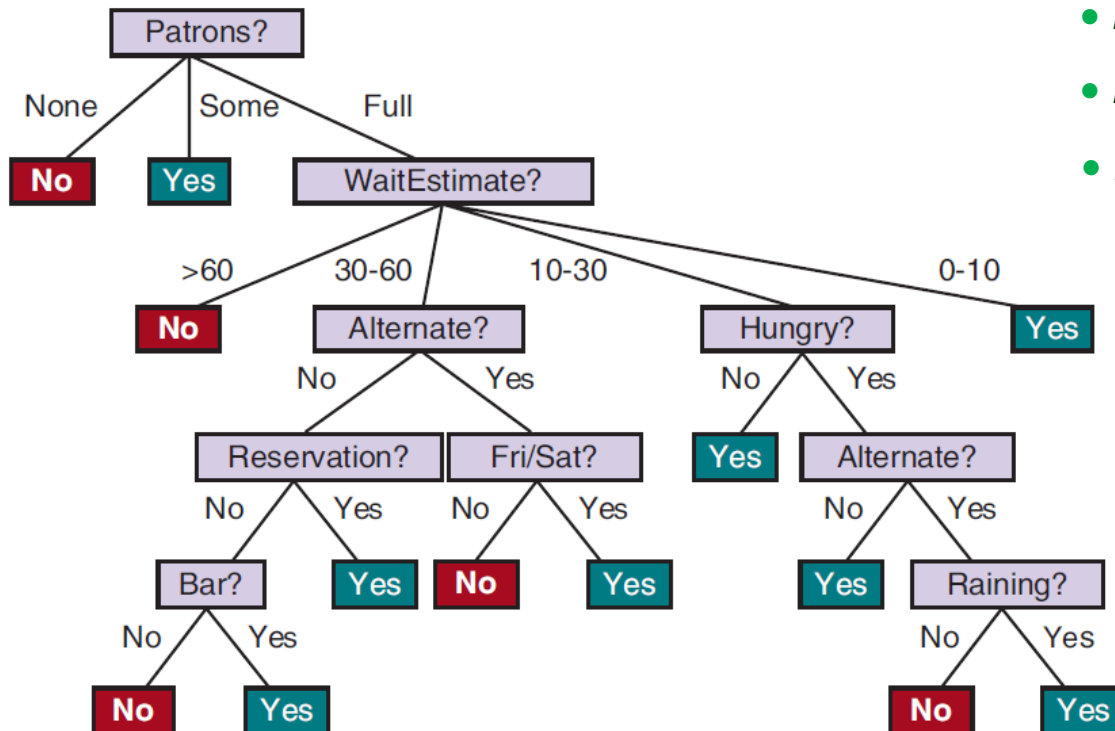 Patrons?
None Some Full
No Yes WaitEstimate?
>60 30-60 10-30 0-10
No Alternate? Hungry? Yes
No Yes No Yes
Reservation? Fri/Sat? Yes Alternate?
No Yes No Yes No Yes
Bar? Yes No Yes Yes Raining?
No Yes No Yes
No Yes No Yes